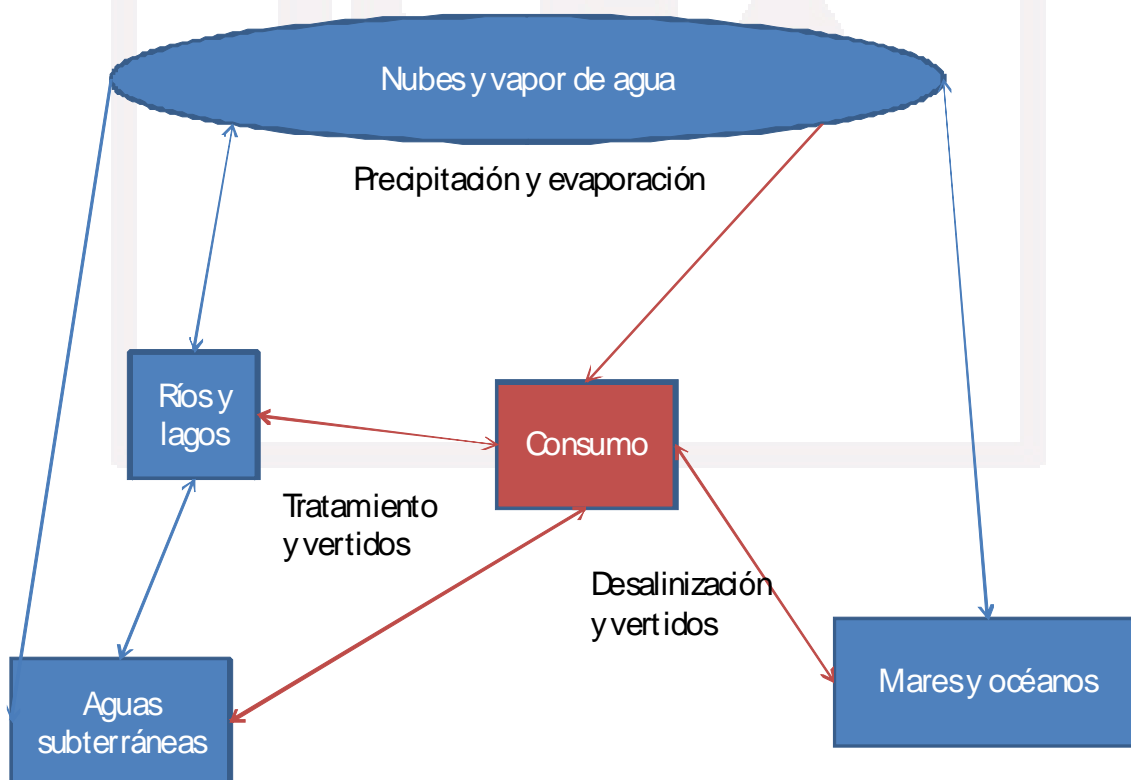 Nubes y vapor de agua
Precipitación y evaporación
Ríos y
lagos
Consumo
Tratamiento
y vertidos
Desalinización
y vertidos
Mares y océanos
Aguas
subterráneas